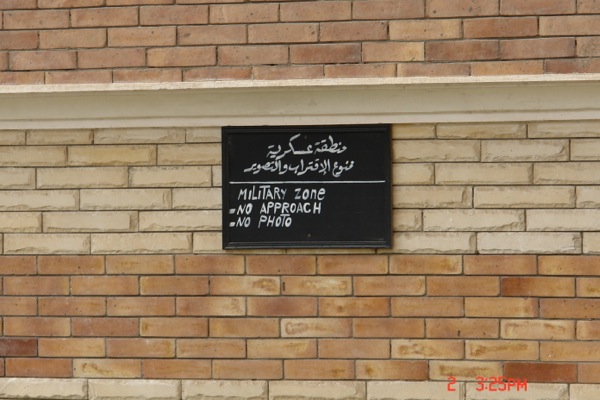 منطقة عسكرية
ممنوع الإقتراب والتصوير
MILITARY ZONE
- NO APPROACH
- NO PHOTO
2 3:25PM